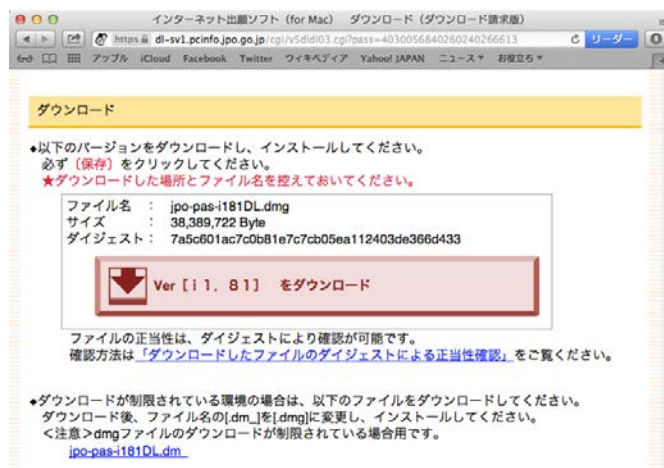 インターネット出願ソフト（for Mac） ダウンロード（ダウンロード請求版）
https dl-sv1.pcinfo.jpo.go.jp/cgi/v5dldl03.cgi?pass=4030056840260240266613 リーダー
アップル iCloud Facebook Twitter ウィキペディア Yahoo! JAPAN ニュース▼ お役立ち▼
ダウンロード
◆以下のバージョンをダウンロードし、インストールしてください。
必ず〔保存〕をクリックしてください。
★ダウンロードした場所とファイル名を控えておいてください。
ファイル名 ： jpo-pas-i181DL.dmg
サイズ ： 38,389,722 Byte
ダイジェスト： 7a5c601ac7c0b81e7c7cb05ea112403de366d433
Ver［i1．81］ をダウンロード
ファイルの正当性は、ダイジェストにより確認が可能です。
確認方法は「ダウンロードしたファイルのダイジェストによる正当性確認」をご覧ください。
◆ダウンロードが制限されている環境の場合は、以下のファイルをダウンロードしてください。
ダウンロード後、ファイル名の[.dm_]を[.dmg]に変更し、インストールしてください。
＜注意＞dmgファイルのダウンロードが制限されている場合用です。
jpo-pas-i181DL.dm_